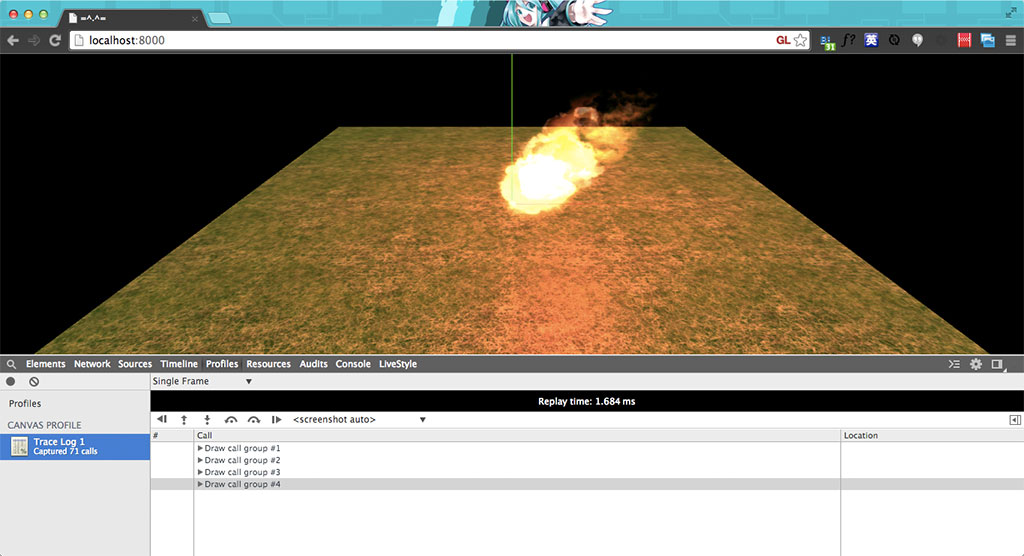 =^.^=
localhost:8000
GL
31
f?
英
Elements Network Sources Timeline Profiles Resources Audits Console LiveStyle
Single Frame
Profiles
Replay time: 1.684 ms
<screenshot auto>
CANVAS PROFILE
# Call Location
Trace Log 1
Captured 71 calls
Draw call group #1
Draw call group #2
Draw call group #3
Draw call group #4